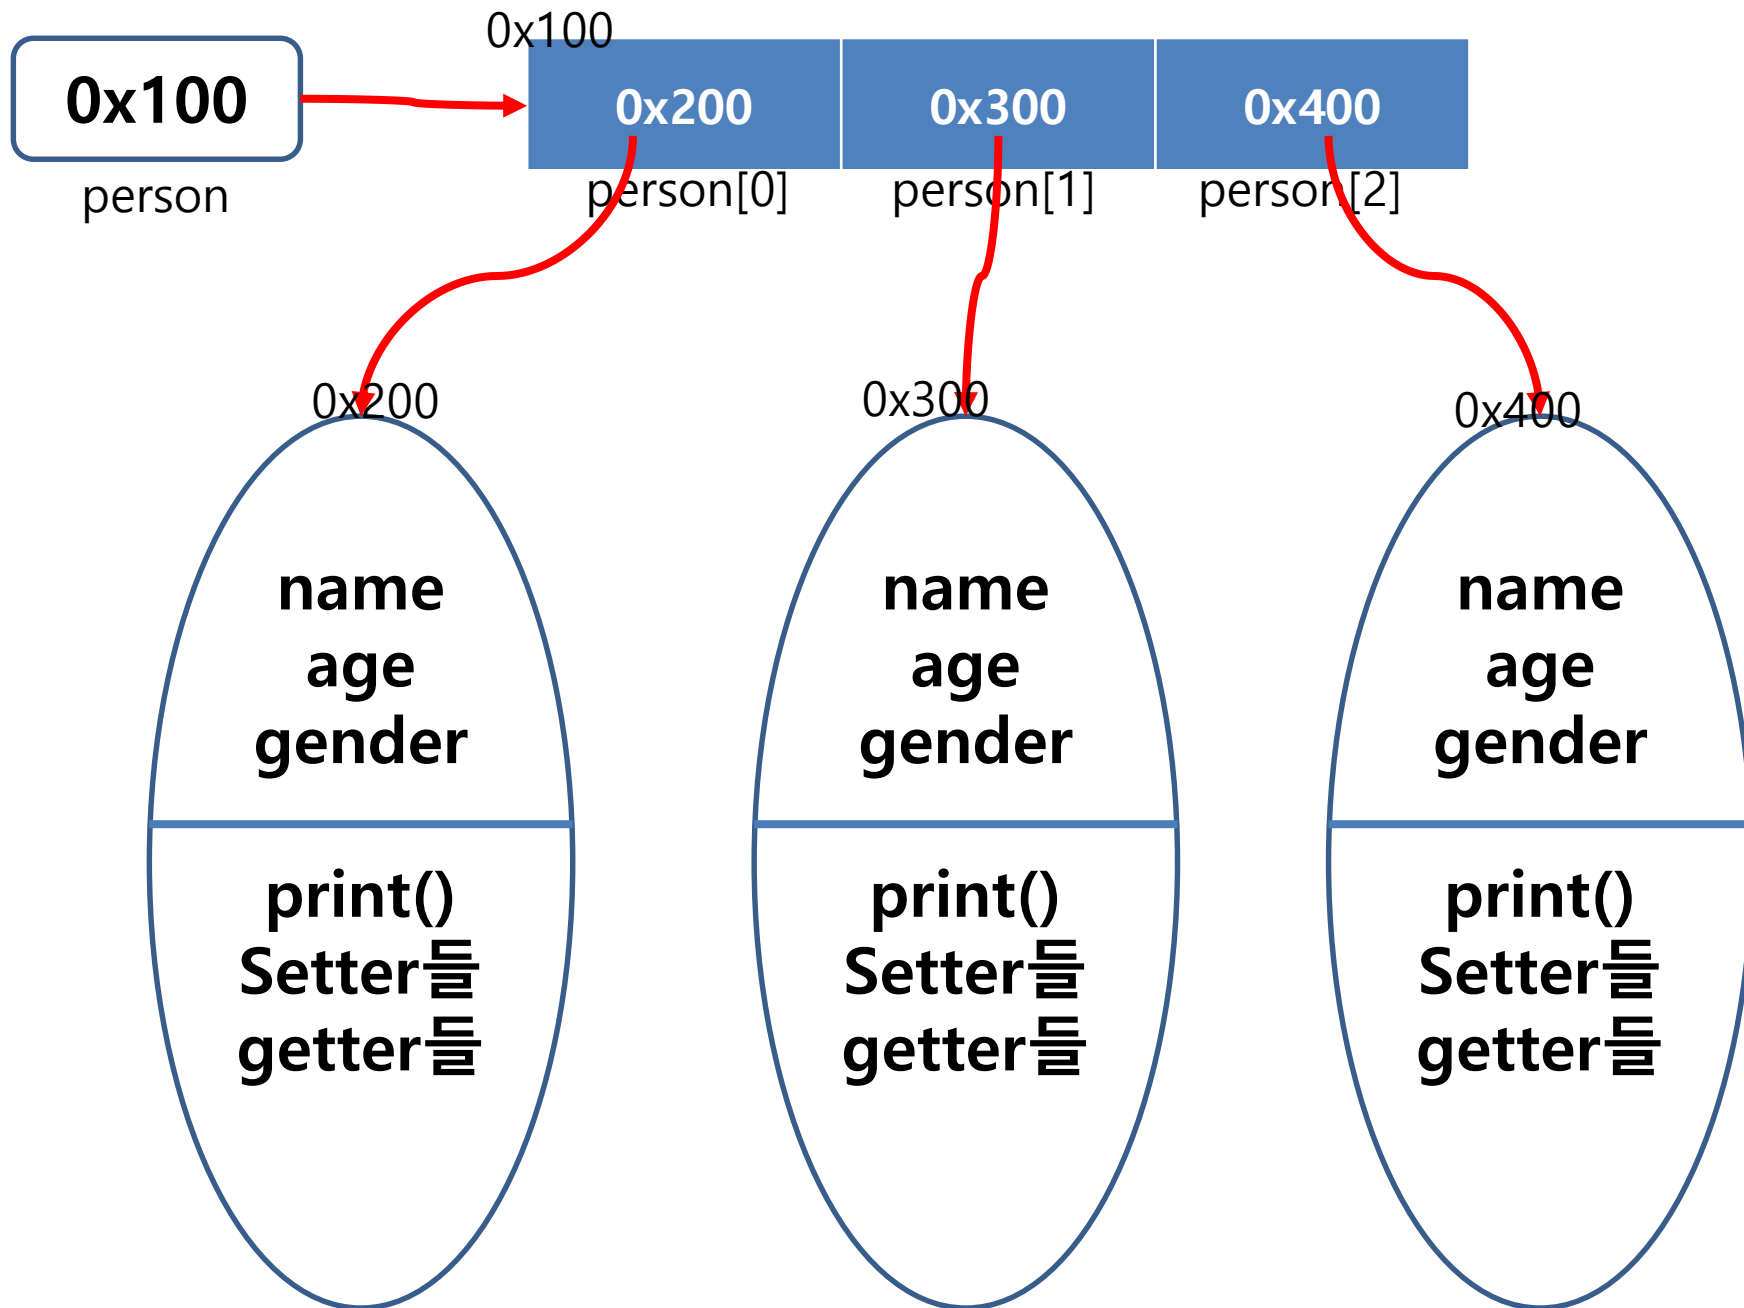 0x100
0x100
0x200 0x300 0x400
person
person[0] person[1] person[2]
0x200
0x300
0x400
name
age
gender
print()
Setter들
getter들
name
age
gender
print()
Setter들
getter들
name
age
gender
print()
Setter들
getter들